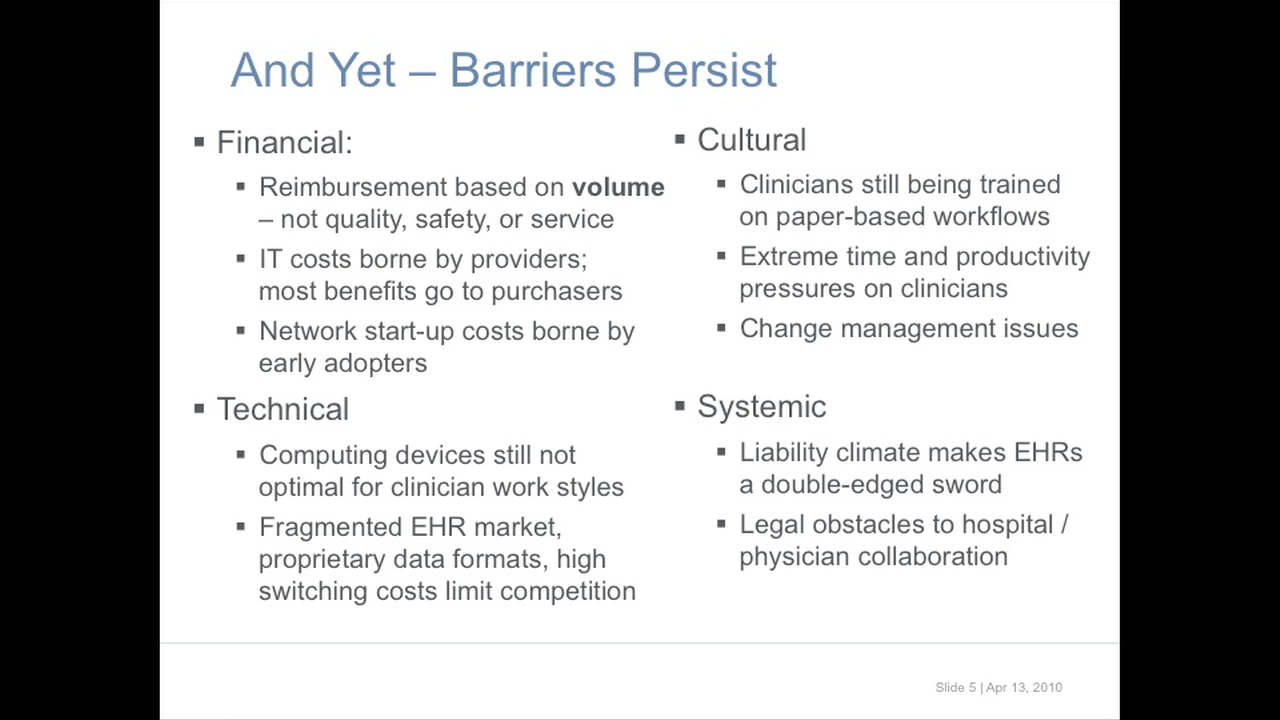 And Yet – Barriers Persist
▪ Financial:
▪ Reimbursement based on volume
– not quality, safety, or service
▪ IT costs borne by providers;
most benefits go to purchasers
▪ Network start-up costs borne by
early adopters
▪ Technical
▪ Computing devices still not
optimal for clinician work styles
▪ Fragmented EHR market,
proprietary data formats, high
switching costs limit competition
▪ Cultural
▪ Clinicians still being trained
on paper-based workflows
▪ Extreme time and productivity
pressures on clinicians
▪ Change management issues
▪ Systemic
▪ Liability climate makes EHRs
a double-edged sword
▪ Legal obstacles to hospital /
physician collaboration
Slide 5 | Apr 13, 2010